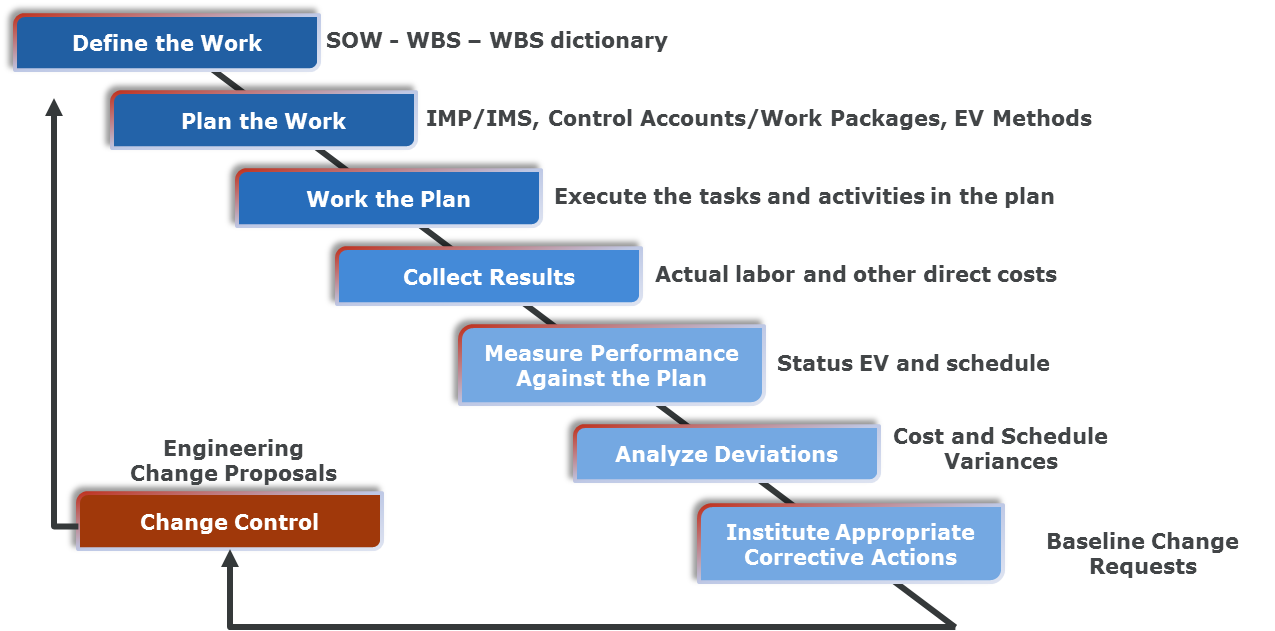 Define the Work
SOW - WBS – WBS dictionary
Plan the Work
IMP/IMS, Control Accounts/Work Packages, EV Methods
Work the Plan
Execute the tasks and activities in the plan
Collect Results
Actual labor and other direct costs
Measure Performance
Against the Plan
Status EV and schedule
Analyze Deviations
Cost and Schedule
Variances
Engineering
Change Proposals
Change Control
Institute Appropriate
Corrective Actions
Baseline Change
Requests